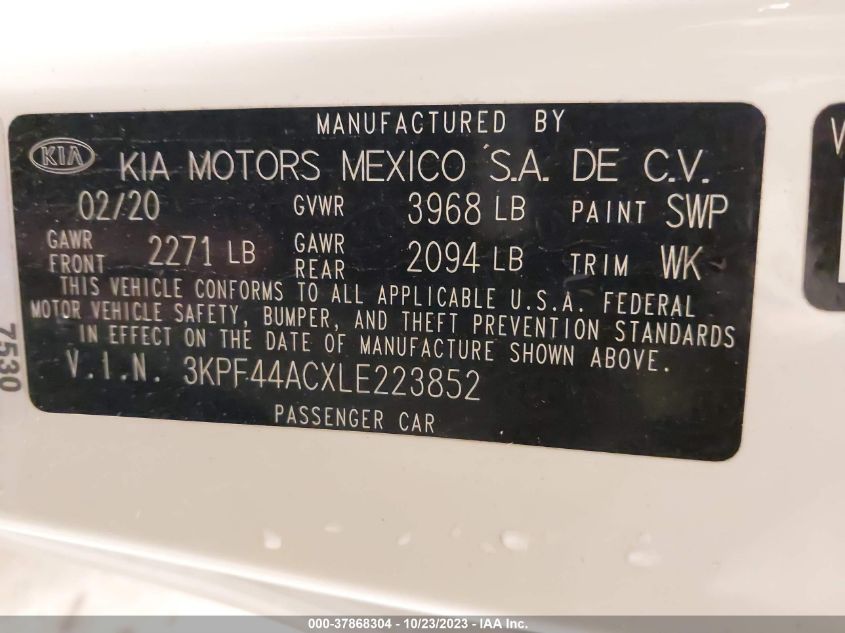 MANUFACTURED BY
KIA KIA MOTORS MEXICO S.A. DE C.V.
02/20 GVWR 3968 LB PAINT SWP
GAWR FRONT 2271 LB GAWR REAR 2094 LB TRIM WK
THIS VEHICLE CONFORMS TO ALL APPLICABLE U.S.A. FEDERAL
MOTOR VEHICLE SAFETY, BUMPER, AND THEFT PREVENTION STANDARDS
IN EFFECT ON THE DATE OF MANUFACTURE SHOWN ABOVE.
V.I.N. 3KPF44ACXLE223852
PASSENGER CAR
7530
V
000-37868304 - 10/23/2023 - © 2023 IAA, Inc.